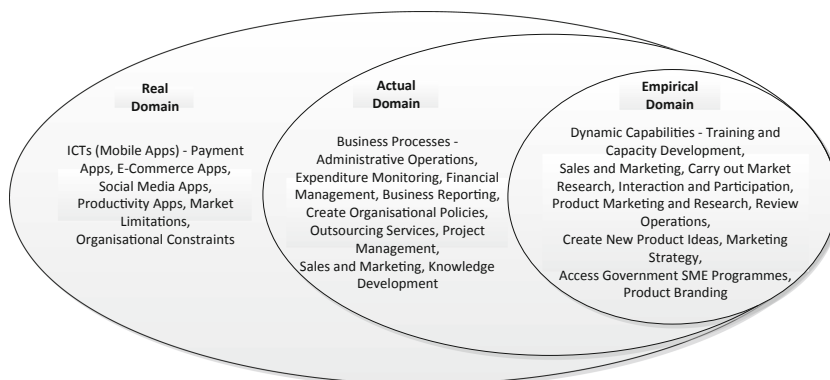 Real
Domain
ICTs (Mobile Apps) - Payment
Apps, E-Commerce Apps,
Social Media Apps,
Productivity Apps, Market
Limitations,
Organisational Constraints
Actual
Domain
Business Processes -
Administrative Operations,
Expenditure Monitoring, Financial
Management, Business Reporting,
Create Organisational Policies,
Outsourcing Services, Project
Management,
Sales and Marketing, Knowledge
Development
Empirical
Domain
Dynamic Capabilities - Training and
Capacity Development,
Sales and Marketing, Carry out Market
Research, Interaction and Participation,
Product Marketing and Research, Review
Operations,
Create New Product Ideas, Marketing
Strategy,
Access Government SME Programmes,
Product Branding